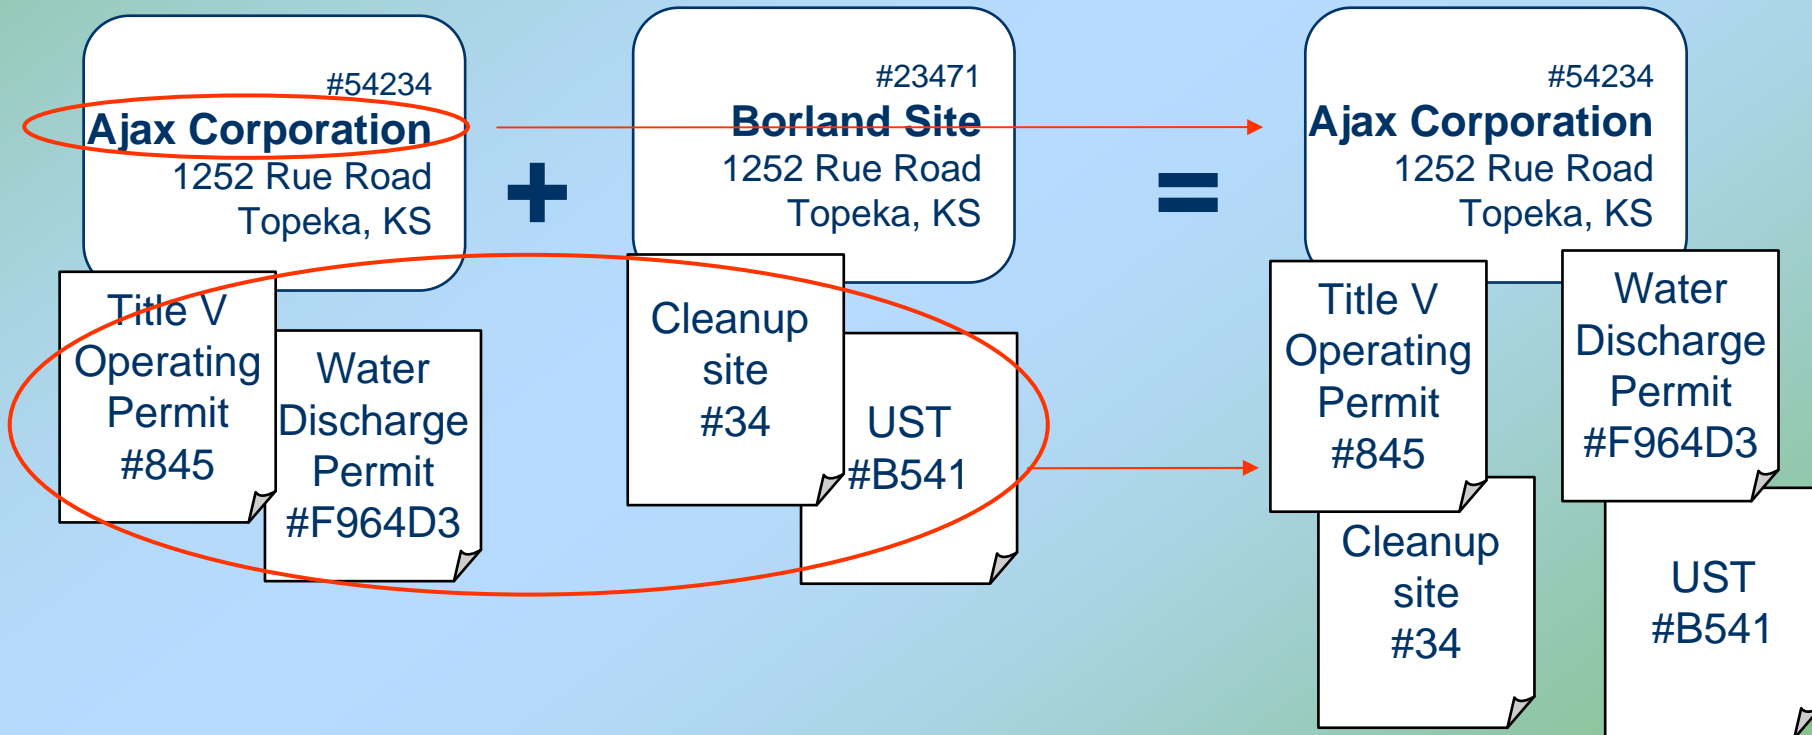 #54234
Ajax Corporation
1252 Rue Road
Topeka, KS
+
#23471
Borland Site
1252 Rue Road
Topeka, KS
=
#54234
Ajax Corporation
1252 Rue Road
Topeka, KS
Title V
Operating
Permit
#845
Water
Discharge
Permit
#F964D3
Cleanup
site
#34
UST
#B541
Title V
Operating
Permit
#845
Water
Discharge
Permit
#F964D3
Cleanup
site
#34
UST
#B541